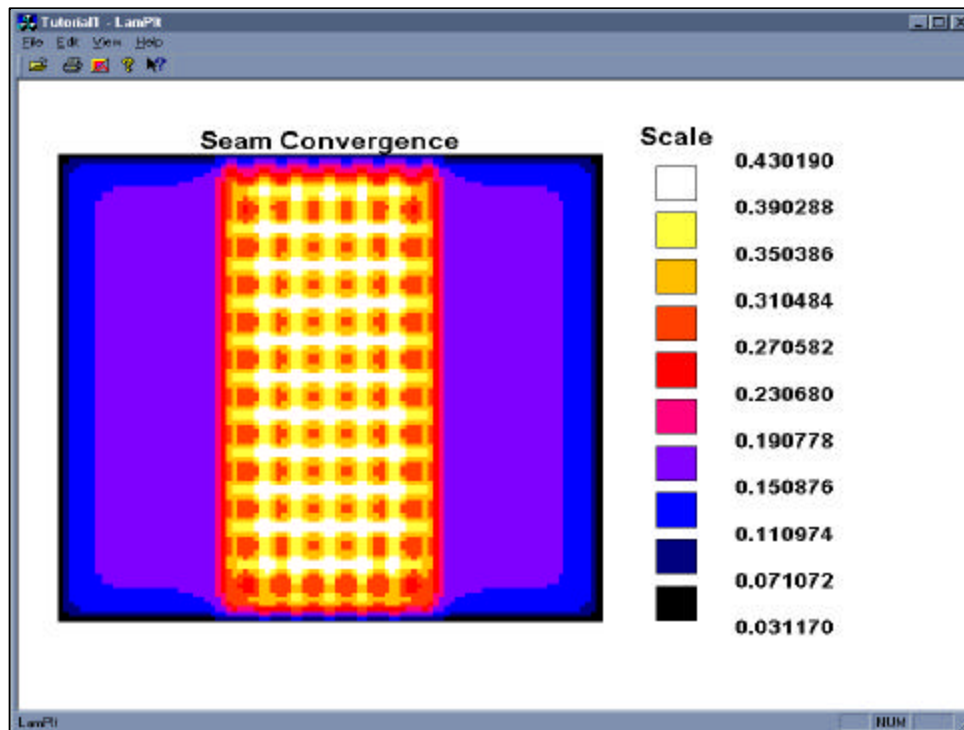 Tutorial1 - LamPlt
File Edit View Help
Seam Convergence
Scale
0.430190
0.390288
0.350386
0.310484
0.270582
0.230680
0.190778
0.150876
0.110974
0.071072
0.031170
LamPlt
NUM